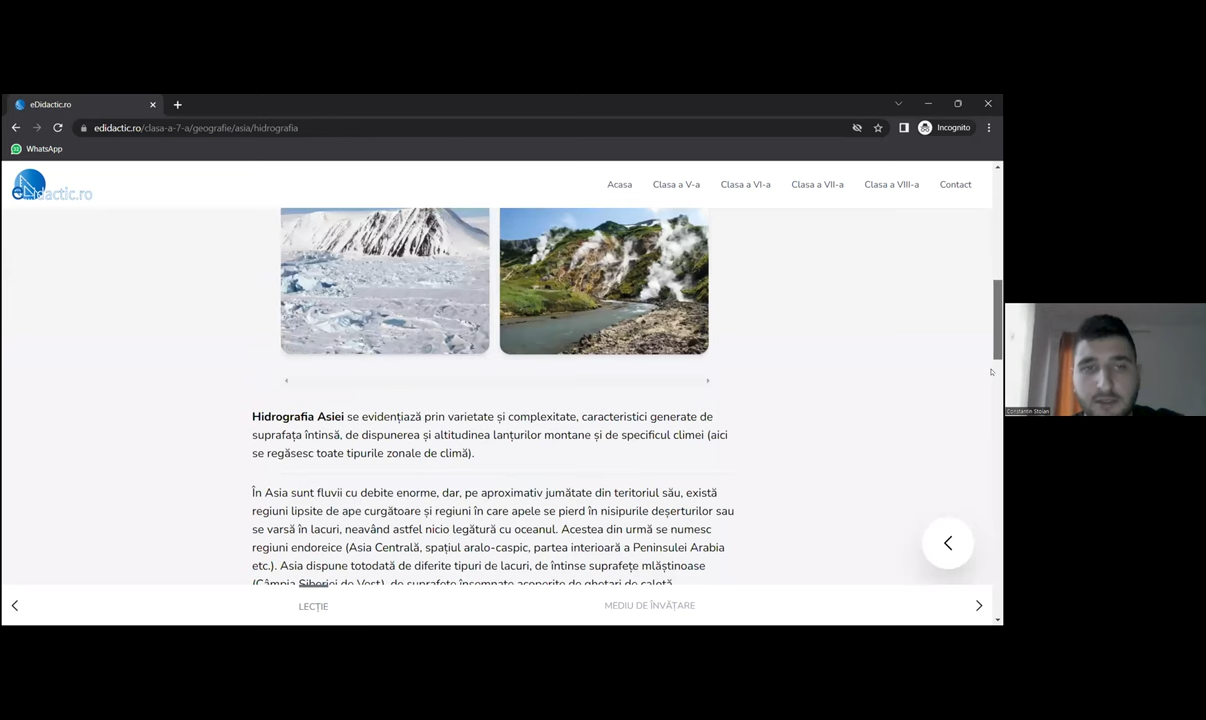 eDidactic.ro
edidactic.ro/clasa-a-7-a/geografie/asia/hidrografia
Incognito
WhatsApp
eDidactic.ro
Acasa Clasa a V-a Clasa a VI-a Clasa a VII-a Clasa a VIII-a Contact
Hidrografia Asiei se evidențiază prin varietate și complexitate, caracteristici generate de
suprafața întinsă, de dispunerea și altitudinea lanțurilor montane și de specificul climei (aici
se regăsesc toate tipurile zonale de climă).
În Asia sunt fluvii cu debite enorme, dar, pe aproximativ jumătate din teritoriul său, există
regiuni lipsite de ape curgătoare și regiuni în care apele se pierd în nisipurile deșerturilor sau
se varsă în lacuri, neavând astfel nicio legătură cu oceanul. Acestea din urmă se numesc
regiuni endoreice (Asia Centrală, spațiul aralo-caspic, partea interioară a Peninsulei Arabia
etc.). Asia dispune totodată de diferite tipuri de lacuri, de întinse suprafețe mlăștinoase
(Câmpia Siberiei de Vest), de suprafețe însemnate acoperite de ghețari de calotă
LECȚIE MEDIU DE ÎNVĂȚARE
Constantin Stoian